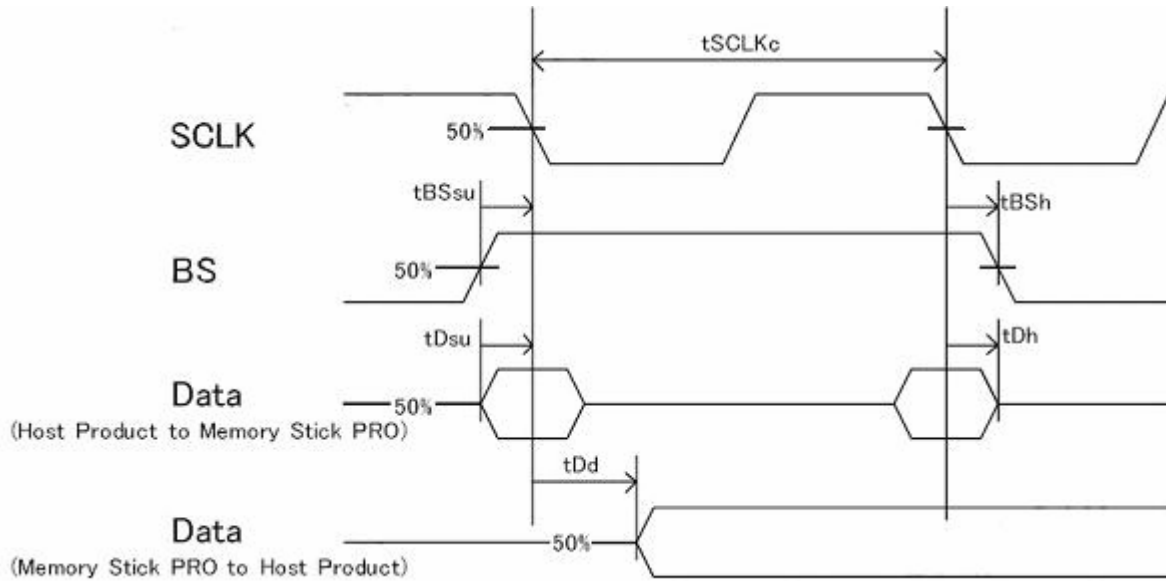 tSCLKc
SCLK
50%
tBSsu
tBSh
BS
50%
tDsu
tDh
Data
50%
(Host Product to Memory Stick PRO)
tDd
Data
50%
(Memory Stick PRO to Host Product)